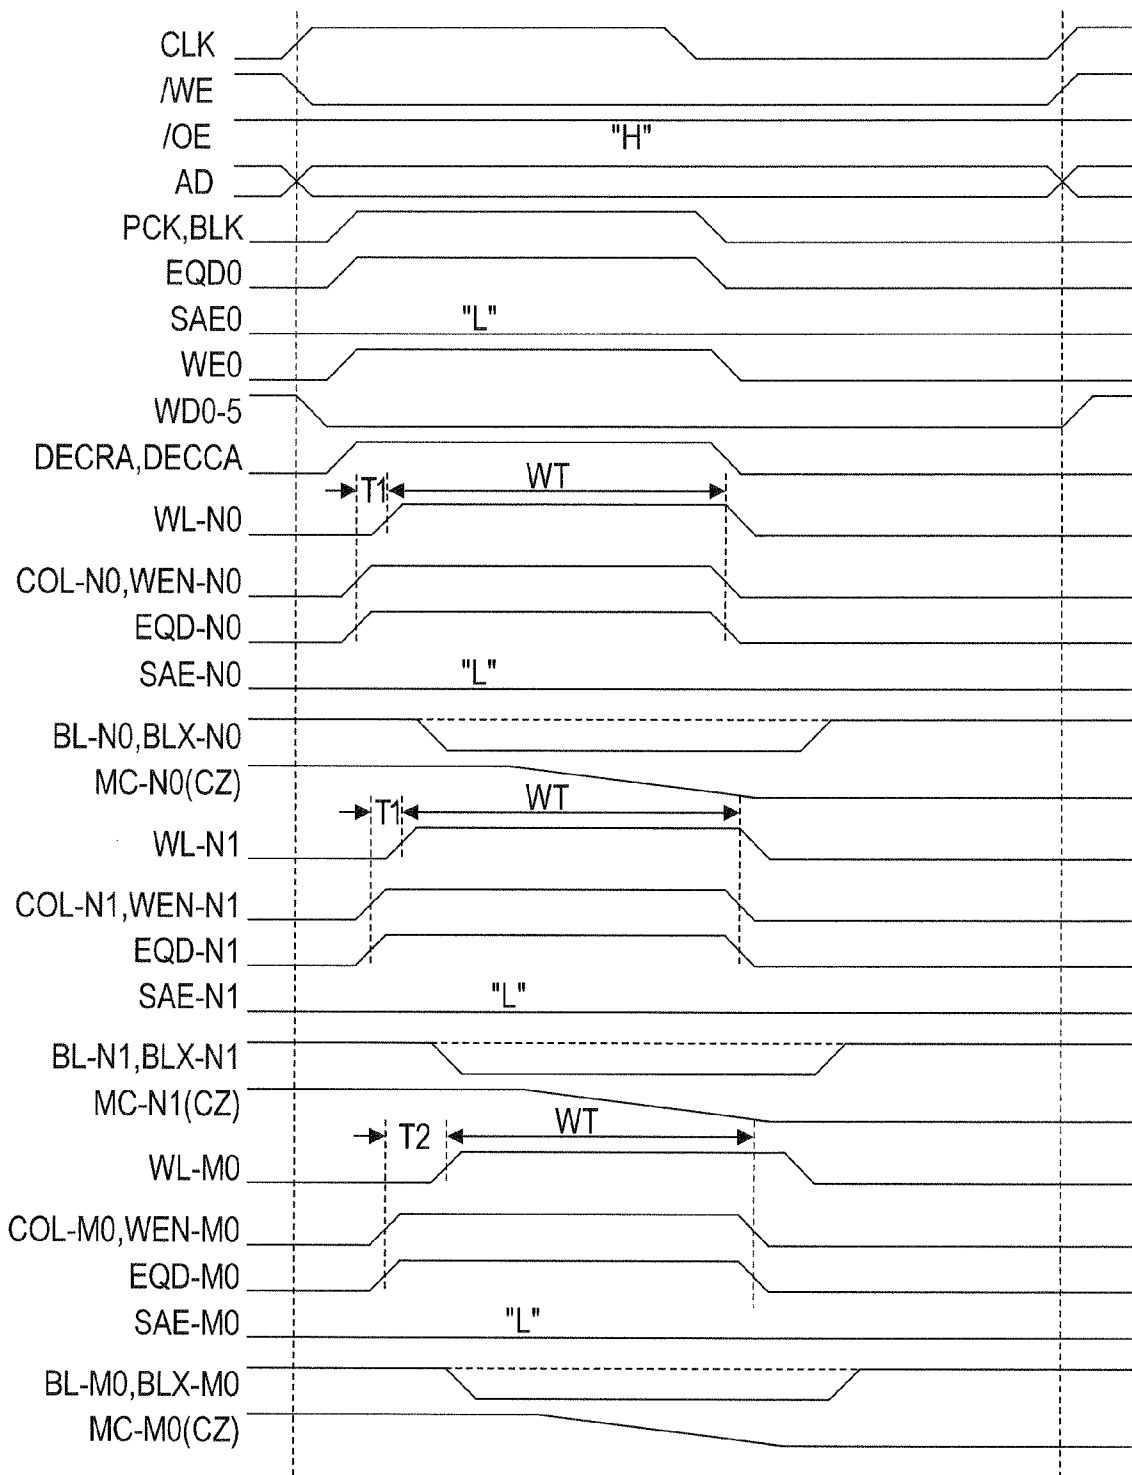 CLK
/WE
/OE "H"
AD
PCK,BLK
EQD0
SAE0 "L"
WE0
WD0-5
DECRA,DECCA
T1 WT
WL-N0
COL-N0,WEN-N0
EQD-N0
SAE-N0 "L"
BL-N0,BLX-N0
MC-N0(CZ)
T1 WT
WL-N1
COL-N1,WEN-N1
EQD-N1
SAE-N1 "L"
BL-N1,BLX-N1
MC-N1(CZ)
T2 WT
WL-M0
COL-M0,WEN-M0
EQD-M0
SAE-M0 "L"
BL-M0,BLX-M0
MC-M0(CZ)